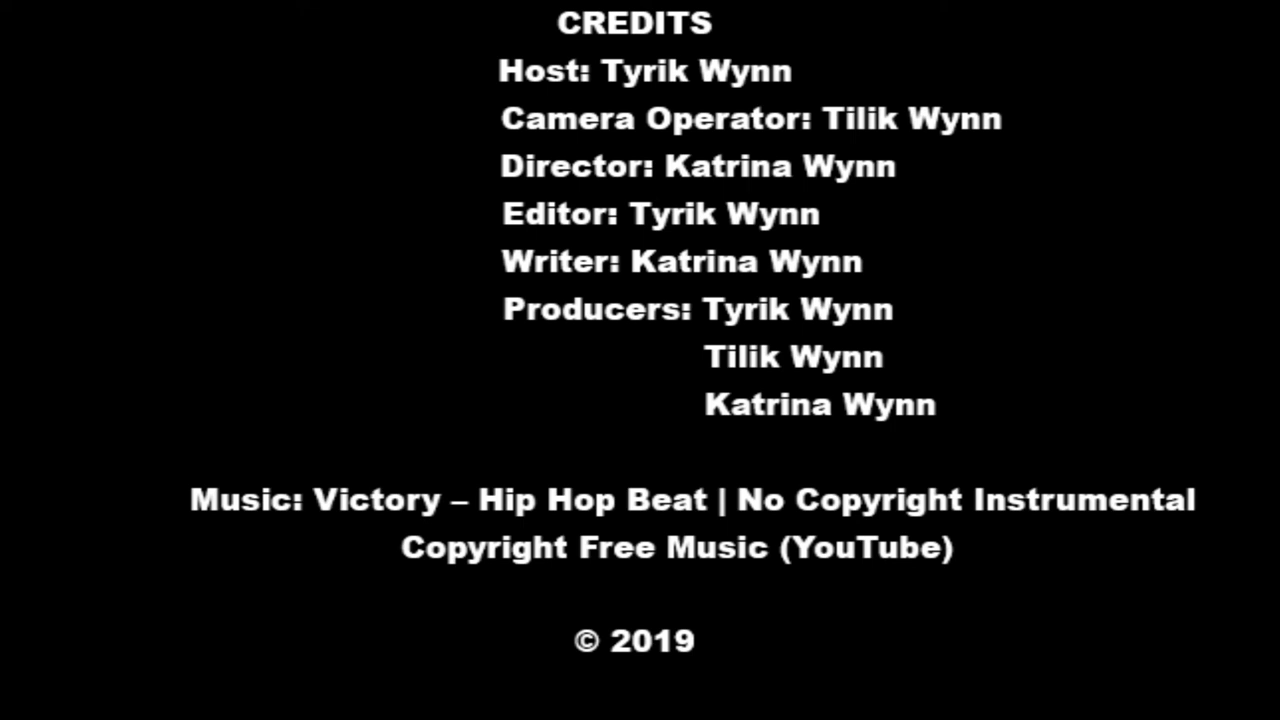 CREDITS
Host: Tyrik Wynn
Camera Operator: Tilik Wynn
Director: Katrina Wynn
Editor: Tyrik Wynn
Writer: Katrina Wynn
Producers: Tyrik Wynn
Tilik Wynn
Katrina Wynn
Music: Victory – Hip Hop Beat | No Copyright Instrumental
Copyright Free Music (YouTube)
© 2019